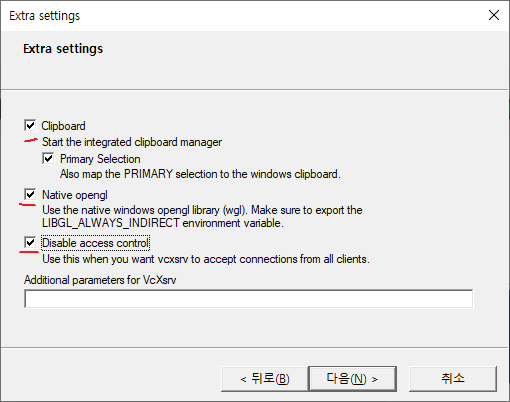 Extra settings
Extra settings
Clipboard
Start the integrated clipboard manager
Primary Selection
Also map the PRIMARY selection to the windows clipboard.
Native opengl
Use the native windows opengl library (wgl). Make sure to export the
LIBGL_ALWAYS_INDIRECT environment variable.
Disable access control
Use this when you want vcxsrv to accept connections from all clients.
Additional parameters for VcXsrv
< 뒤로(B) 다음(N) > 취소